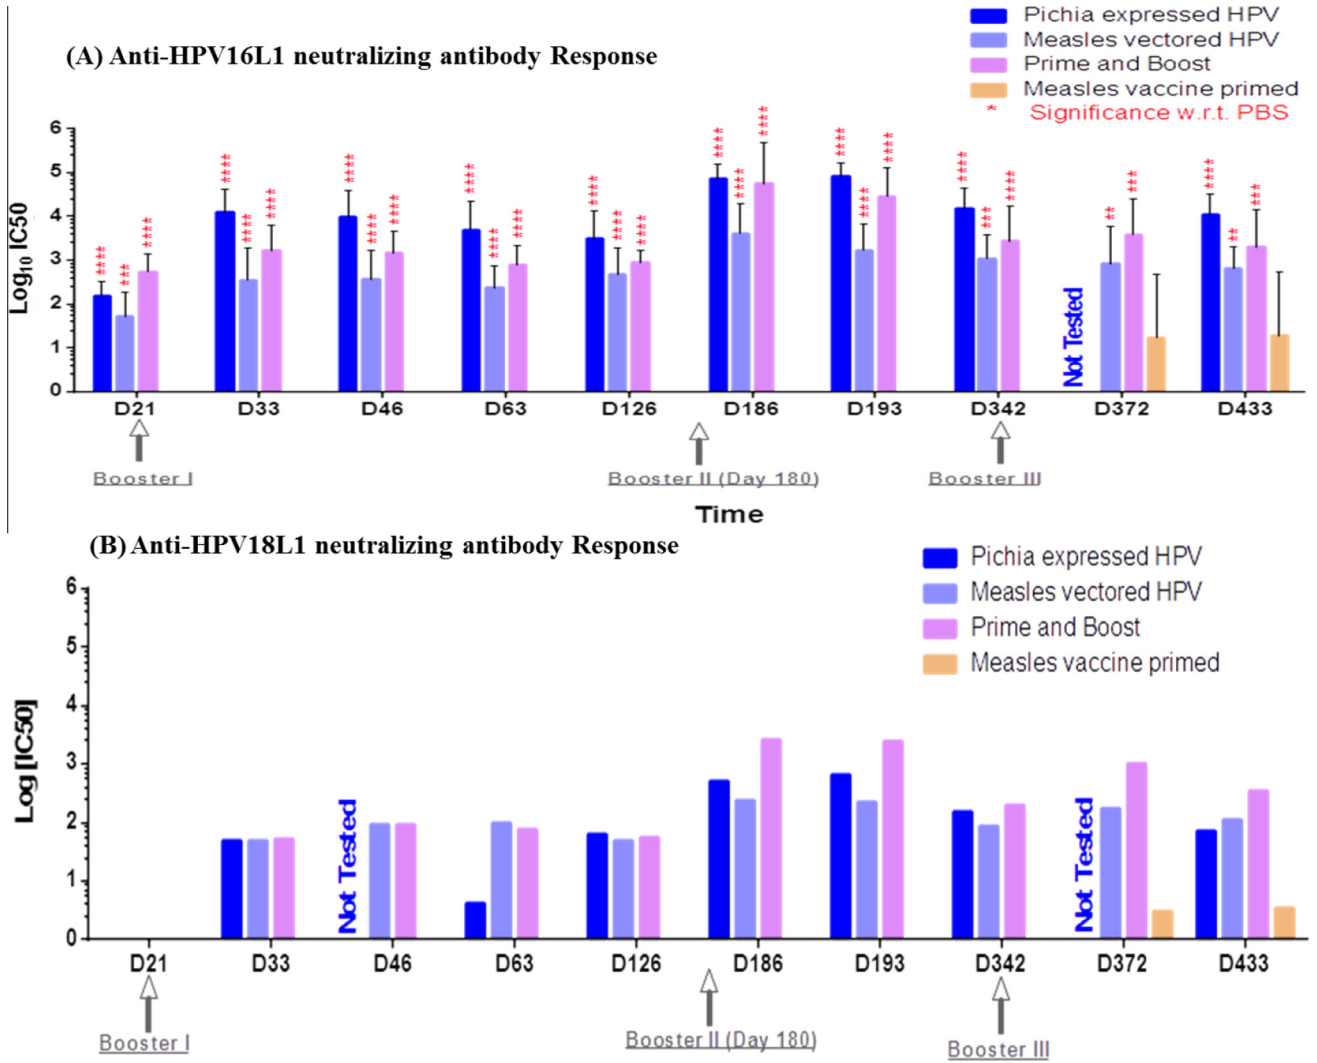 Pichia expressed HPV
Measles vectored HPV
Prime and Boost
Measles vaccine primed
* Significance w.r.t. PBS
(A) Anti-HPV16L1 neutralizing antibody Response
Log10 IC50
6
5
4
3
2
1
0
**** *** ****
**** **** ****
**** **** ****
**** **** ***
**** **** ****
**** **** ****
**** **** ****
**** *** ****
Not Tested
** ***
**** ** ***
D21 D33 D46 D63 D126 D186 D193 D342 D372 D433
Booster I Booster II (Day 180) Booster III
Time
(B) Anti-HPV18L1 neutralizing antibody Response
Pichia expressed HPV
Measles vectored HPV
Prime and Boost
Measles vaccine primed
Log [IC50]
6
5
4
3
2
1
0
Not Tested
Not Tested
D21 D33 D46 D63 D126 D186 D193 D342 D372 D433
Booster I Booster II (Day 180) Booster III